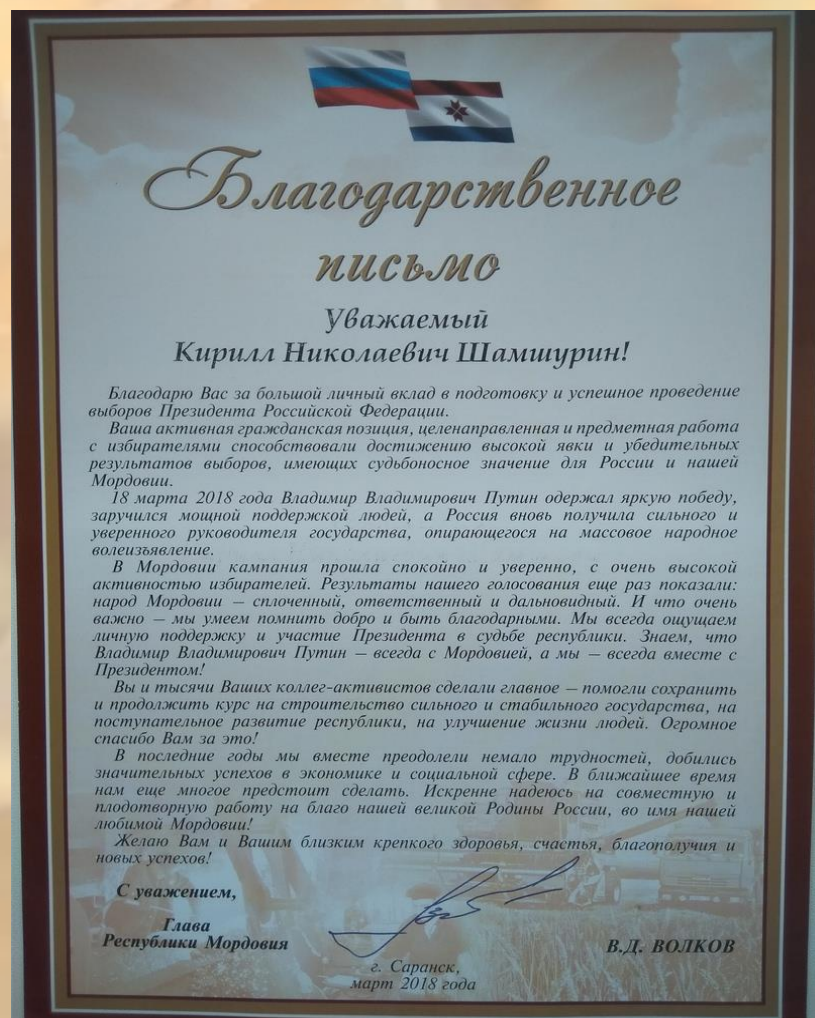 Благодарственное
письмо
Уважаемый
Кирилл Николаевич Шамшурин!
Благодарю Вас за большой личный вклад в подготовку и успешное проведение
выборов Президента Российской Федерации.
Ваша активная гражданская позиция, целенаправленная и предметная работа
с избирателями способствовали достижению высокой явки и убедительных
результатов выборов, имеющих судьбоносное значение для России и нашей
Мордовии.
18 марта 2018 года Владимир Владимирович Путин одержал яркую победу,
заручился мощной поддержкой людей, а Россия вновь получила сильного и
уверенного руководителя государства, опирающегося на массовое народное
волеизъявление.
В Мордовии кампания прошла спокойно и уверенно, с очень высокой
активностью избирателей. Результаты нашего голосования еще раз показали:
народ Мордовии – сплоченный, ответственный и дальновидный. И что очень
важно – мы умеем помнить добро и быть благодарными. Мы всегда ощущаем
личную поддержку и участие Президента в судьбе республики. Знаем, что
Владимир Владимирович Путин – всегда с Мордовией, а мы – всегда вместе с
Президентом!
Вы и тысячи Ваших коллег-активистов сделали главное – помогли сохранить
и продолжить курс на строительство сильного и стабильного государства, на
поступательное развитие республики, на улучшение жизни людей. Огромное
спасибо Вам за это!
В последние годы мы вместе преодолели немало трудностей, добились
значительных успехов в экономике и социальной сфере. В ближайшее время
нам еще многое предстоит сделать. Искренне надеюсь на совместную и
плодотворную работу на благо нашей великой Родины России, во имя нашей
любимой Мордовии!
Желаю Вам и Вашим близким крепкого здоровья, счастья, благополучия и
новых успехов!
С уважением,
Глава
Республики Мордовия
В.Д. ВОЛКОВ
г. Саранск,
март 2018 года